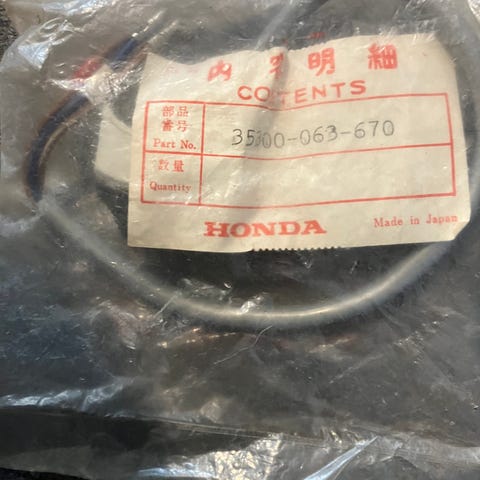 内容明細
CONTENTS
部品
番号
Part No.
35300-063-670
数量
Quantity
HONDA
Made in Japan